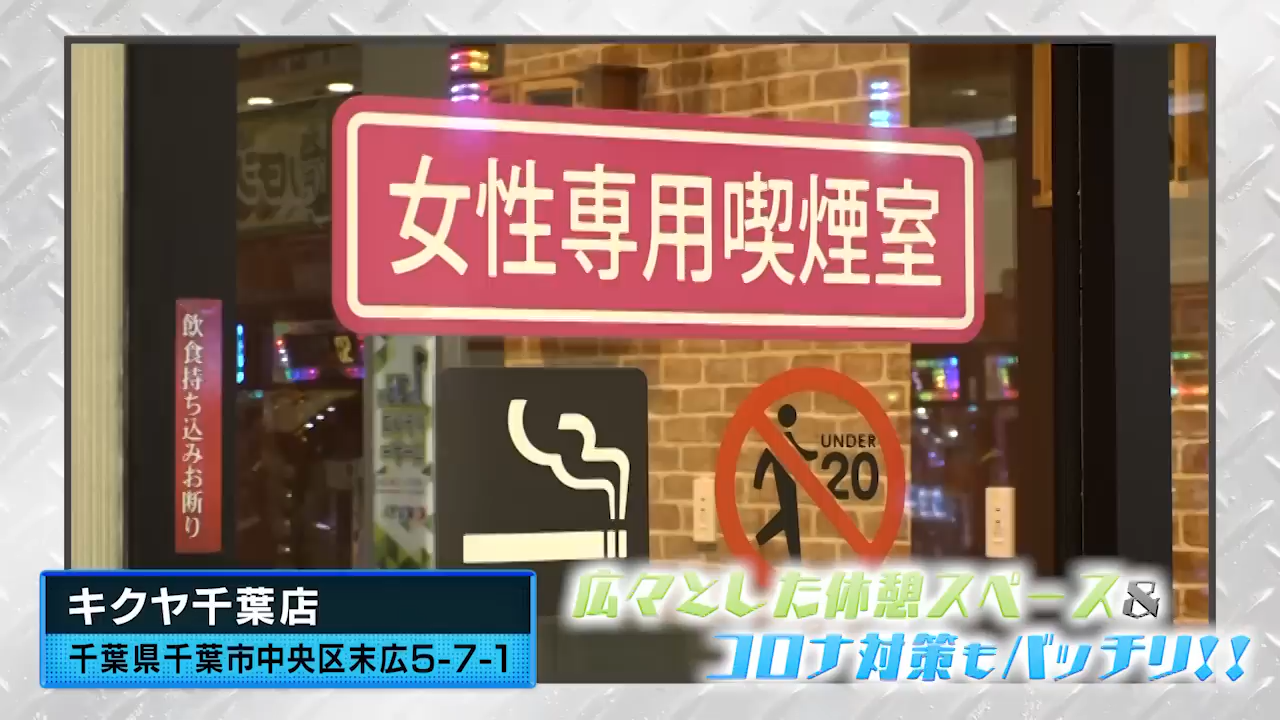 女性専用喫煙室
飲食持ち込みお断り
UNDER
20
キクヤ千葉店
千葉県千葉市中央区末広5-7-1
広々とした休憩スペース&
コロナ対策もバッチリ!!